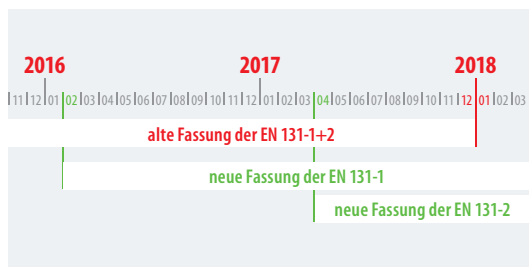 2016 2017 2018
11 12 01 02 03 04 05 06 07 08 09 10 11 12 01 02 03 04 05 06 07 08 09 10 11 12 01 02 03
alte Fassung der EN 131-1+2
neue Fassung der EN 131-1
neue Fassung der EN 131-2